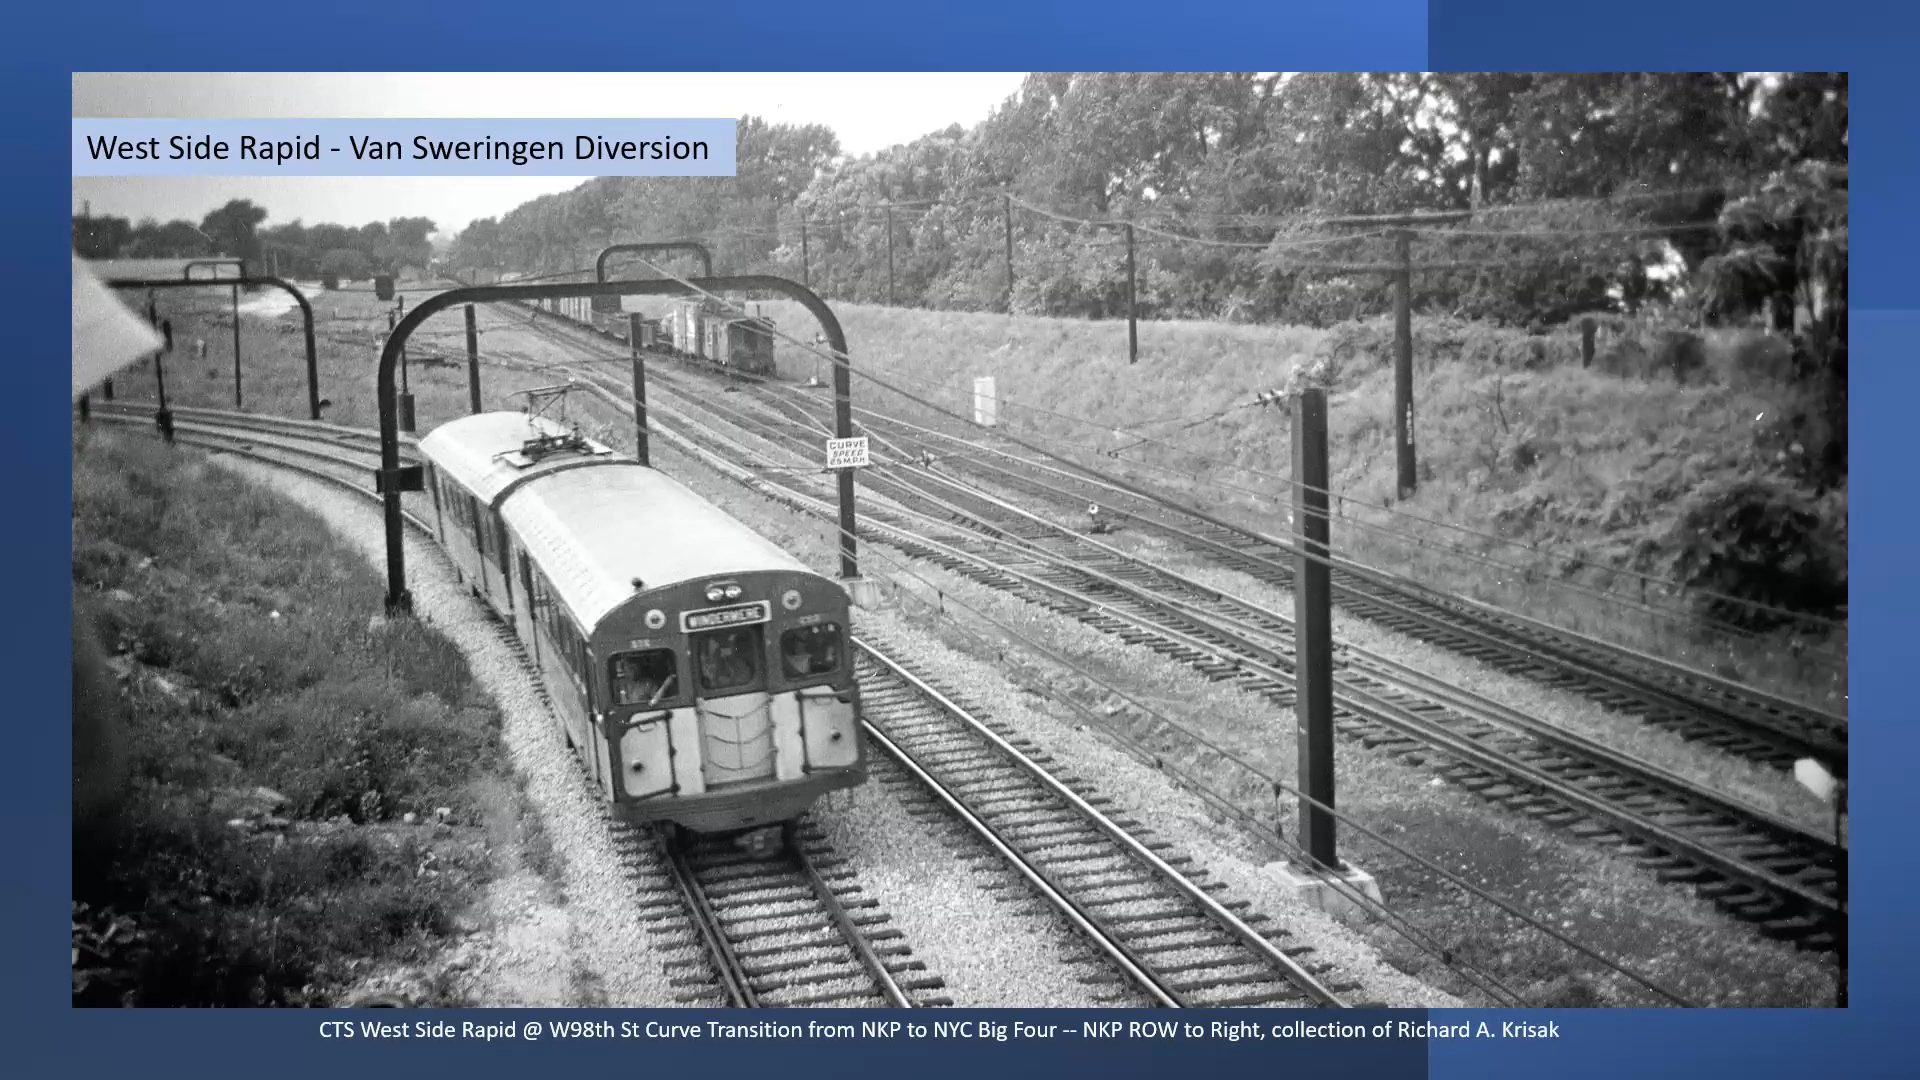 West Side Rapid - Van Sweringen Diversion
CURVE
SPEED
25 M.P.H
WINDERMERE
CTS West Side Rapid @ W98th St Curve Transition from NKP to NYC Big Four -- NKP ROW to Right, collection of Richard A. Krisak